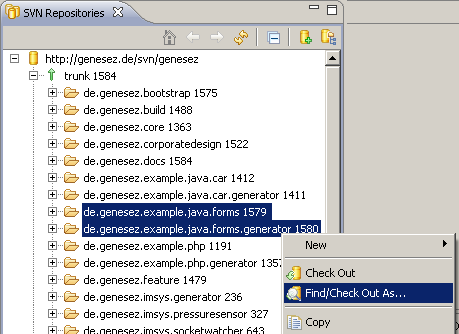 SVN Repositories
http://genesez.de/svn/genesez
trunk 1584
de.genesez.bootstrap 1575
de.genesez.build 1488
de.genesez.core 1363
de.genesez.corporatedesign 1522
de.genesez.docs 1584
de.genesez.example.java.car 1412
de.genesez.example.java.car.generator 1411
de.genesez.example.java.forms 1579
de.genesez.example.java.forms.generator 1580
de.genesez.example.php 1191
de.genesez.example.php.generator 1357
de.genesez.feature 1479
de.genesez.imsys.generator 236
de.genesez.imsys.pressuresensor 327
de.genesez.imsys.socketwatcher 643
New
Check Out
Find/Check Out As...
Copy